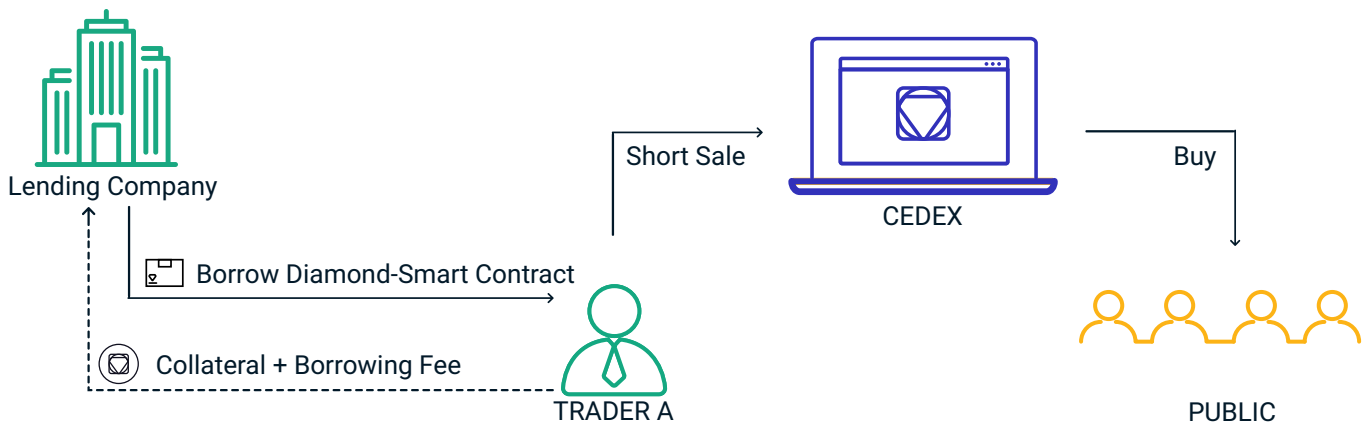 Short Sale
Buy
Lending Company
CEDEX
Borrow Diamond-Smart Contract
Collateral + Borrowing Fee
TRADER A
PUBLIC